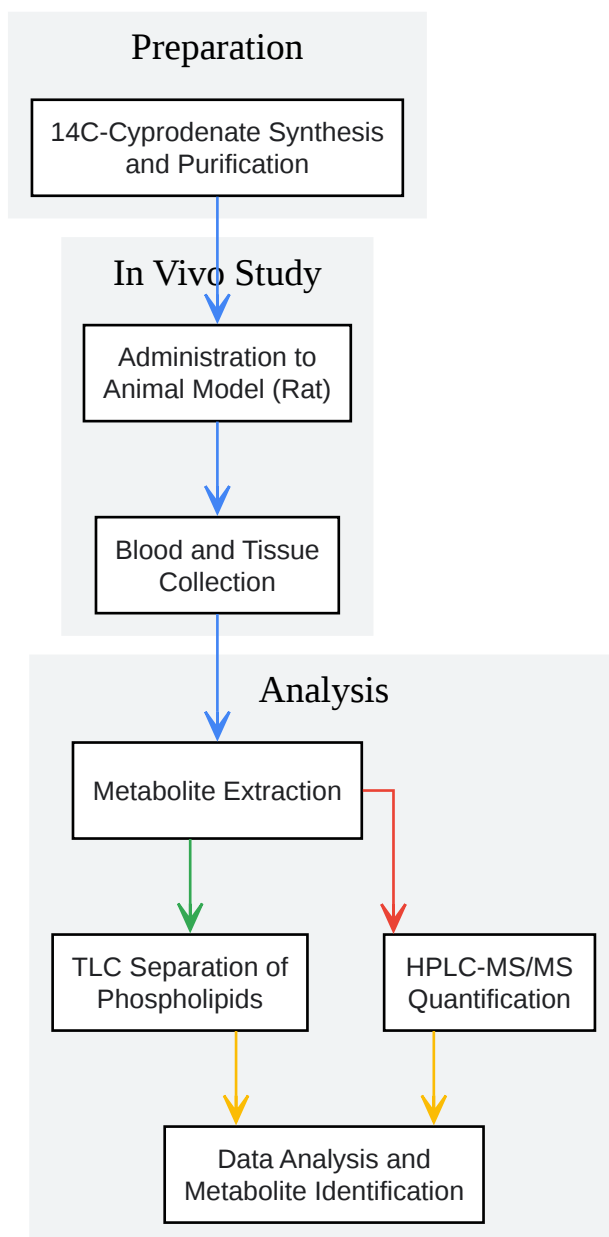 Preparation
14C-Cyprodenate Synthesis
and Purification
In Vivo Study
Administration to
Animal Model (Rat)
Blood and Tissue
Collection
Analysis
Metabolite Extraction
TLC Separation of
Phospholipids
HPLC-MS/MS
Quantification
Data Analysis and
Metabolite Identification